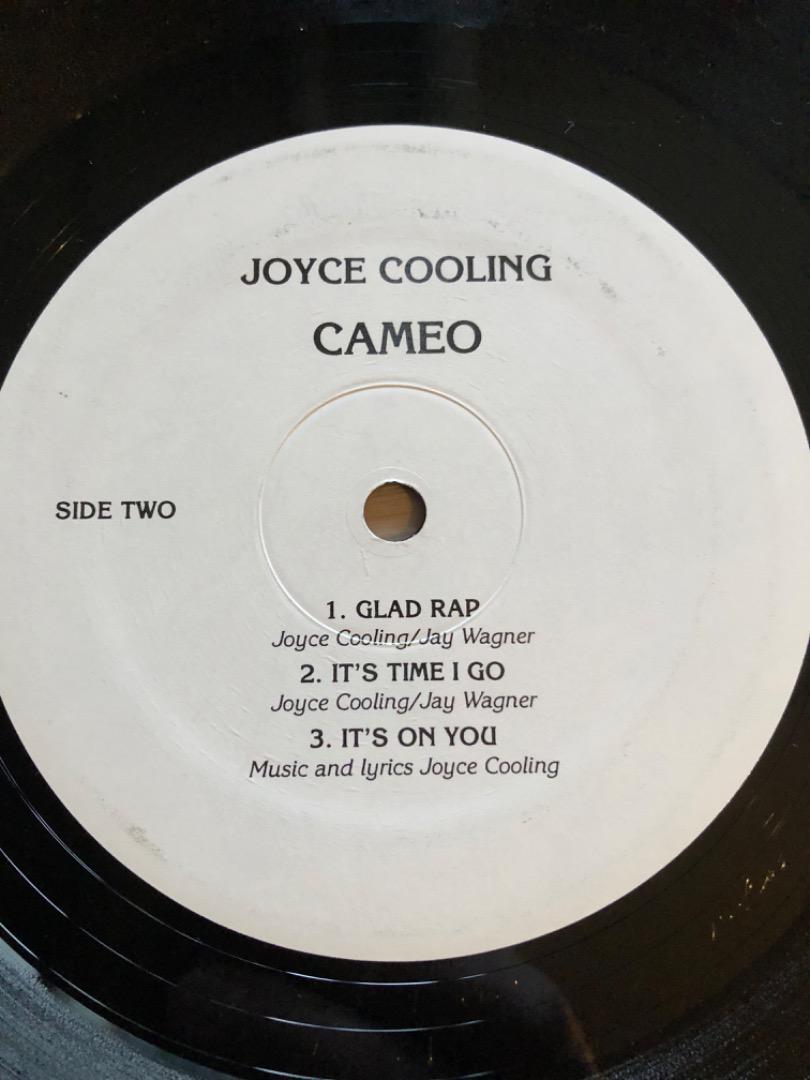 JOYCE COOLING
CAMEO
SIDE TWO
1. GLAD RAP
Joyce Cooling/Jay Wagner
2. IT'S TIME I GO
Joyce Cooling/Jay Wagner
3. IT'S ON YOU
Music and lyrics Joyce Cooling